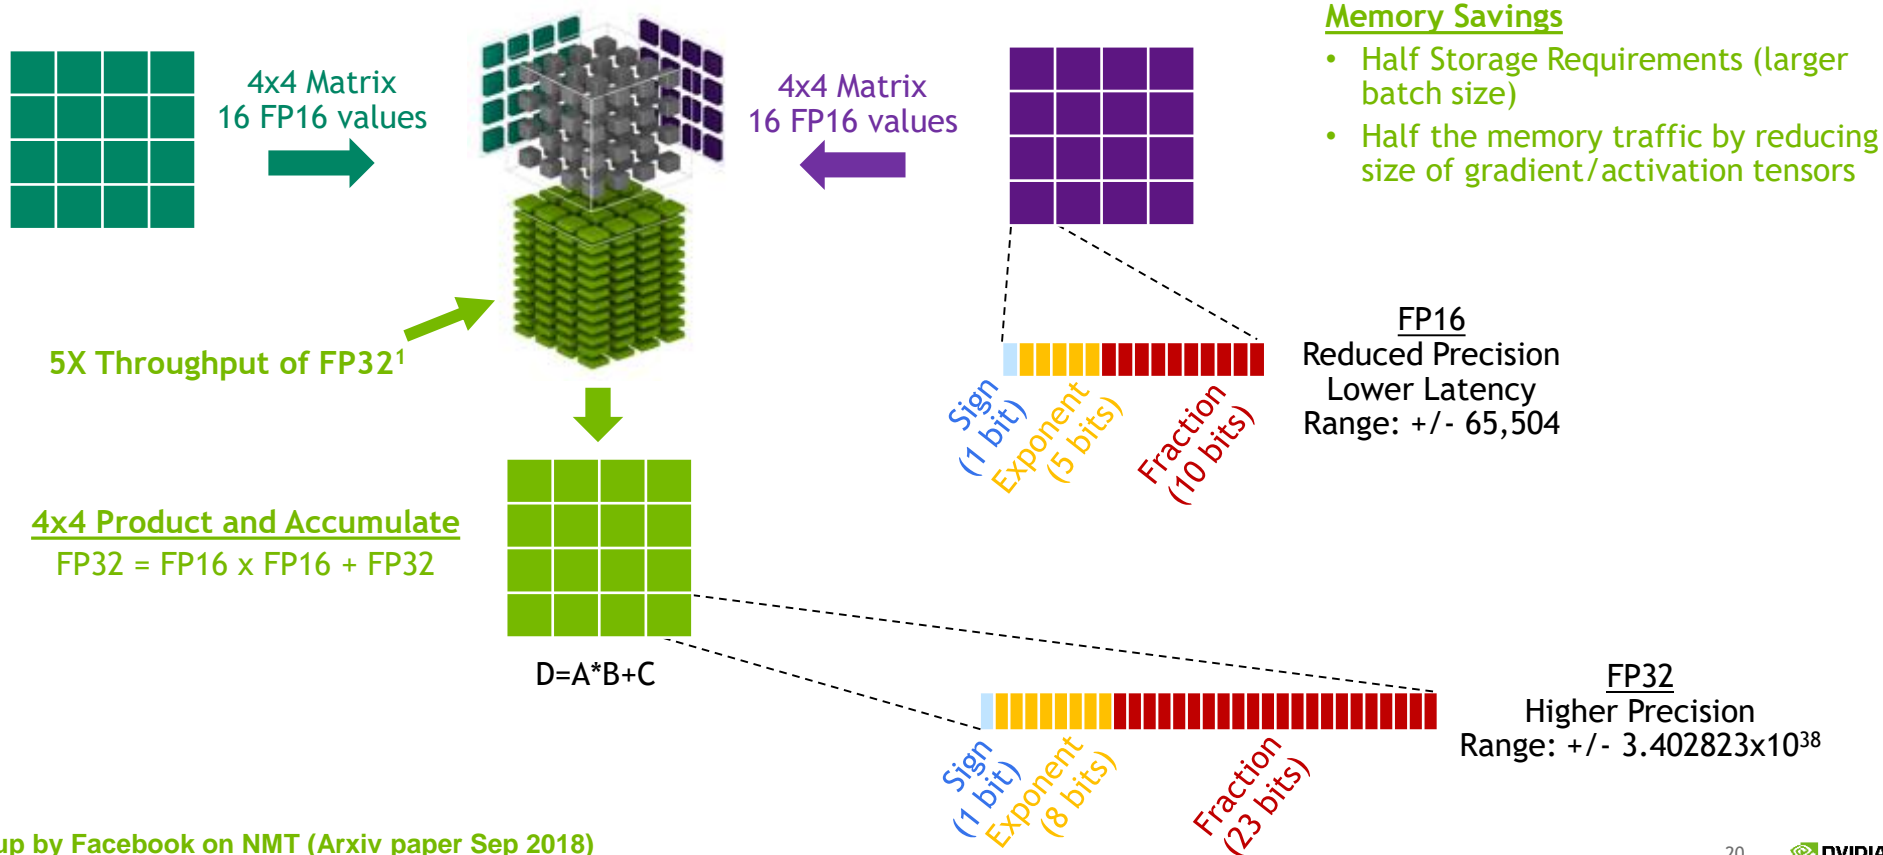 4x4 Matrix
16 FP16 values
4x4 Matrix
16 FP16 values
Memory Savings
• Half Storage Requirements (larger
batch size)
• Half the memory traffic by reducing
size of gradient/activation tensors
5X Throughput of FP32¹
FP16
Reduced Precision
Lower Latency
Range: +/- 65,504
Sign
(1 bit)
Exponent
(5 bits)
Fraction
(10 bits)
4x4 Product and Accumulate
FP32 = FP16 x FP16 + FP32
D=A*B+C
FP32
Higher Precision
Range: +/- 3.402823x10³⁸
Sign
(1 bit)
Exponent
(8 bits)
Fraction
(23 bits)
up by Facebook on NMT (Arxiv paper Sep 2018)
20